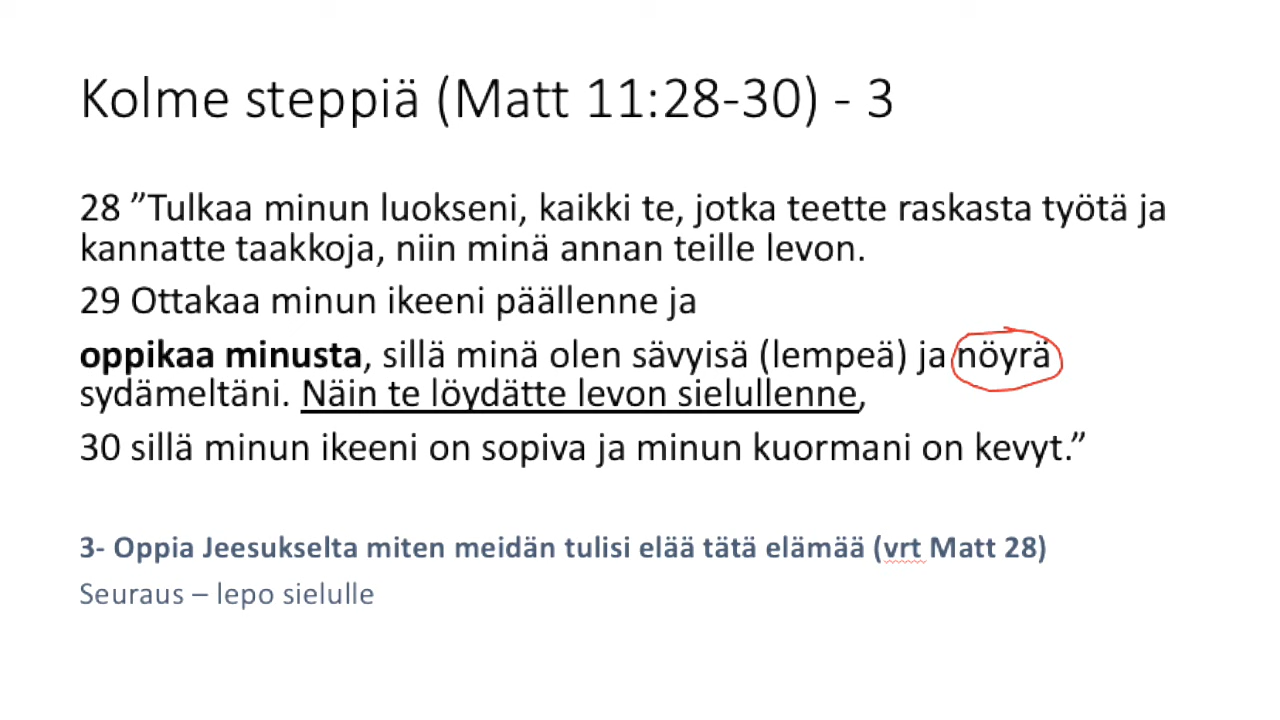 Kolme steppiä (Matt 11:28-30) - 3
28 ”Tulkaa minun luokseni, kaikki te, jotka teette raskasta työtä ja
kannatte taakkoja, niin minä annan teille levon.
29 Ottakaa minun ikeeni päällenne ja
oppikaa minusta, sillä minä olen sävyisä (lempeä) ja nöyrä
sydämeltäni. Näin te löydätte levon sielullenne,
30 sillä minun ikeeni on sopiva ja minun kuormani on kevyt.”
3- Oppia Jeesukselta miten meidän tulisi elää tätä elämää (vrt Matt 28)
Seuraus – lepo sielulle